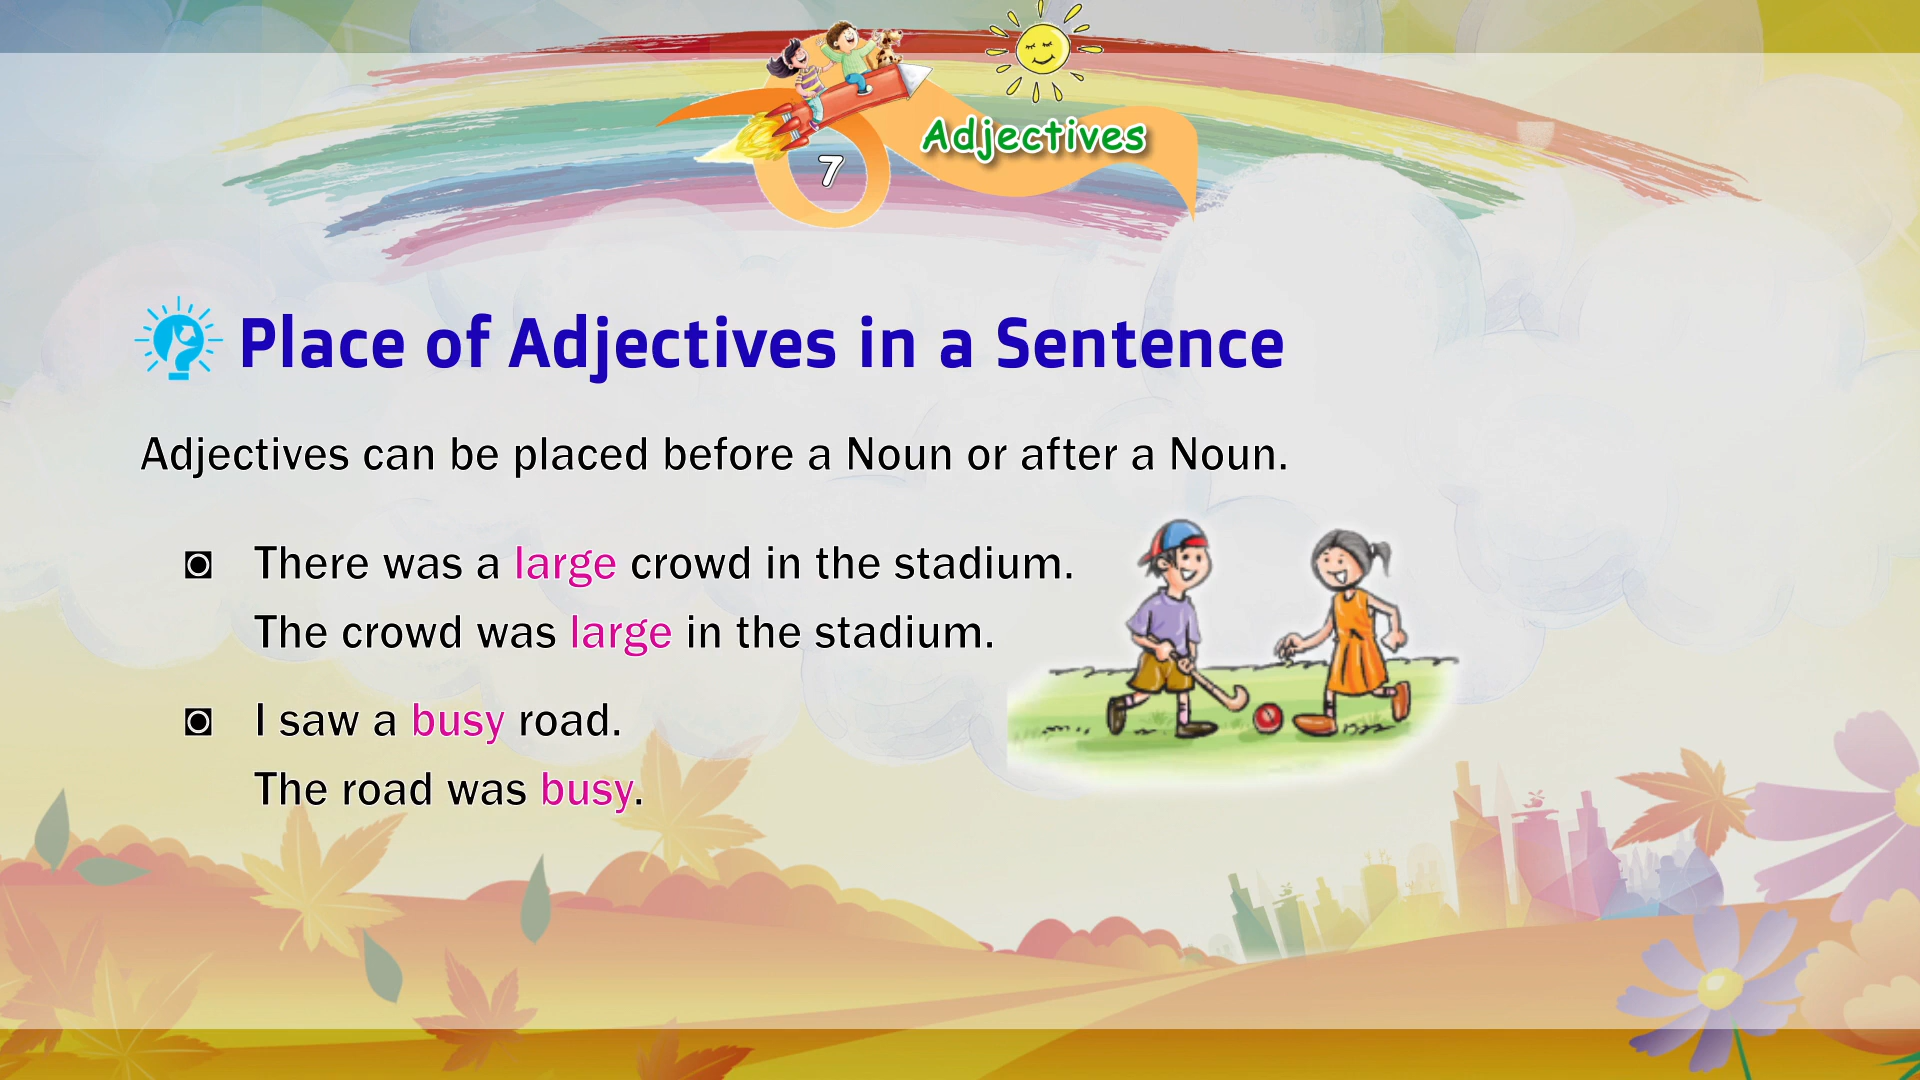 Adjectives
7
Place of Adjectives in a Sentence
Adjectives can be placed before a Noun or after a Noun.
There was a large crowd in the stadium.
The crowd was large in the stadium.
I saw a busy road.
The road was busy.